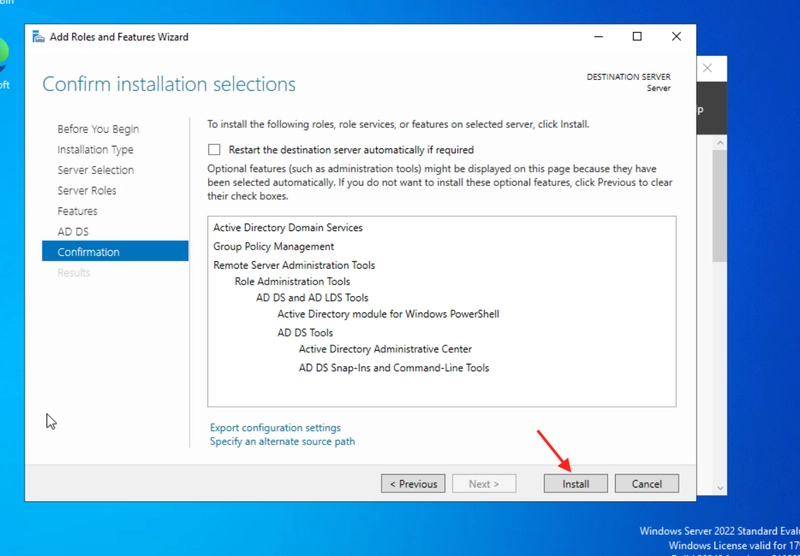 Add Roles and Features Wizard
Confirm installation selections
DESTINATION SERVER
Server
Before You Begin
Installation Type
Server Selection
Server Roles
Features
AD DS
Confirmation
Results
To install the following roles, role services, or features on selected server, click Install.
Restart the destination server automatically if required
Optional features (such as administration tools) might be displayed on this page because they have
been selected automatically. If you do not want to install these optional features, click Previous to clear
their check boxes.
Active Directory Domain Services
Group Policy Management
Remote Server Administration Tools
Role Administration Tools
AD DS and AD LDS Tools
Active Directory module for Windows PowerShell
AD DS Tools
Active Directory Administrative Center
AD DS Snap-Ins and Command-Line Tools
Export configuration settings
Specify an alternate source path
< Previous
Next >
Install
Cancel
Windows Server 2022 Standard Evalu
Windows License valid for 17